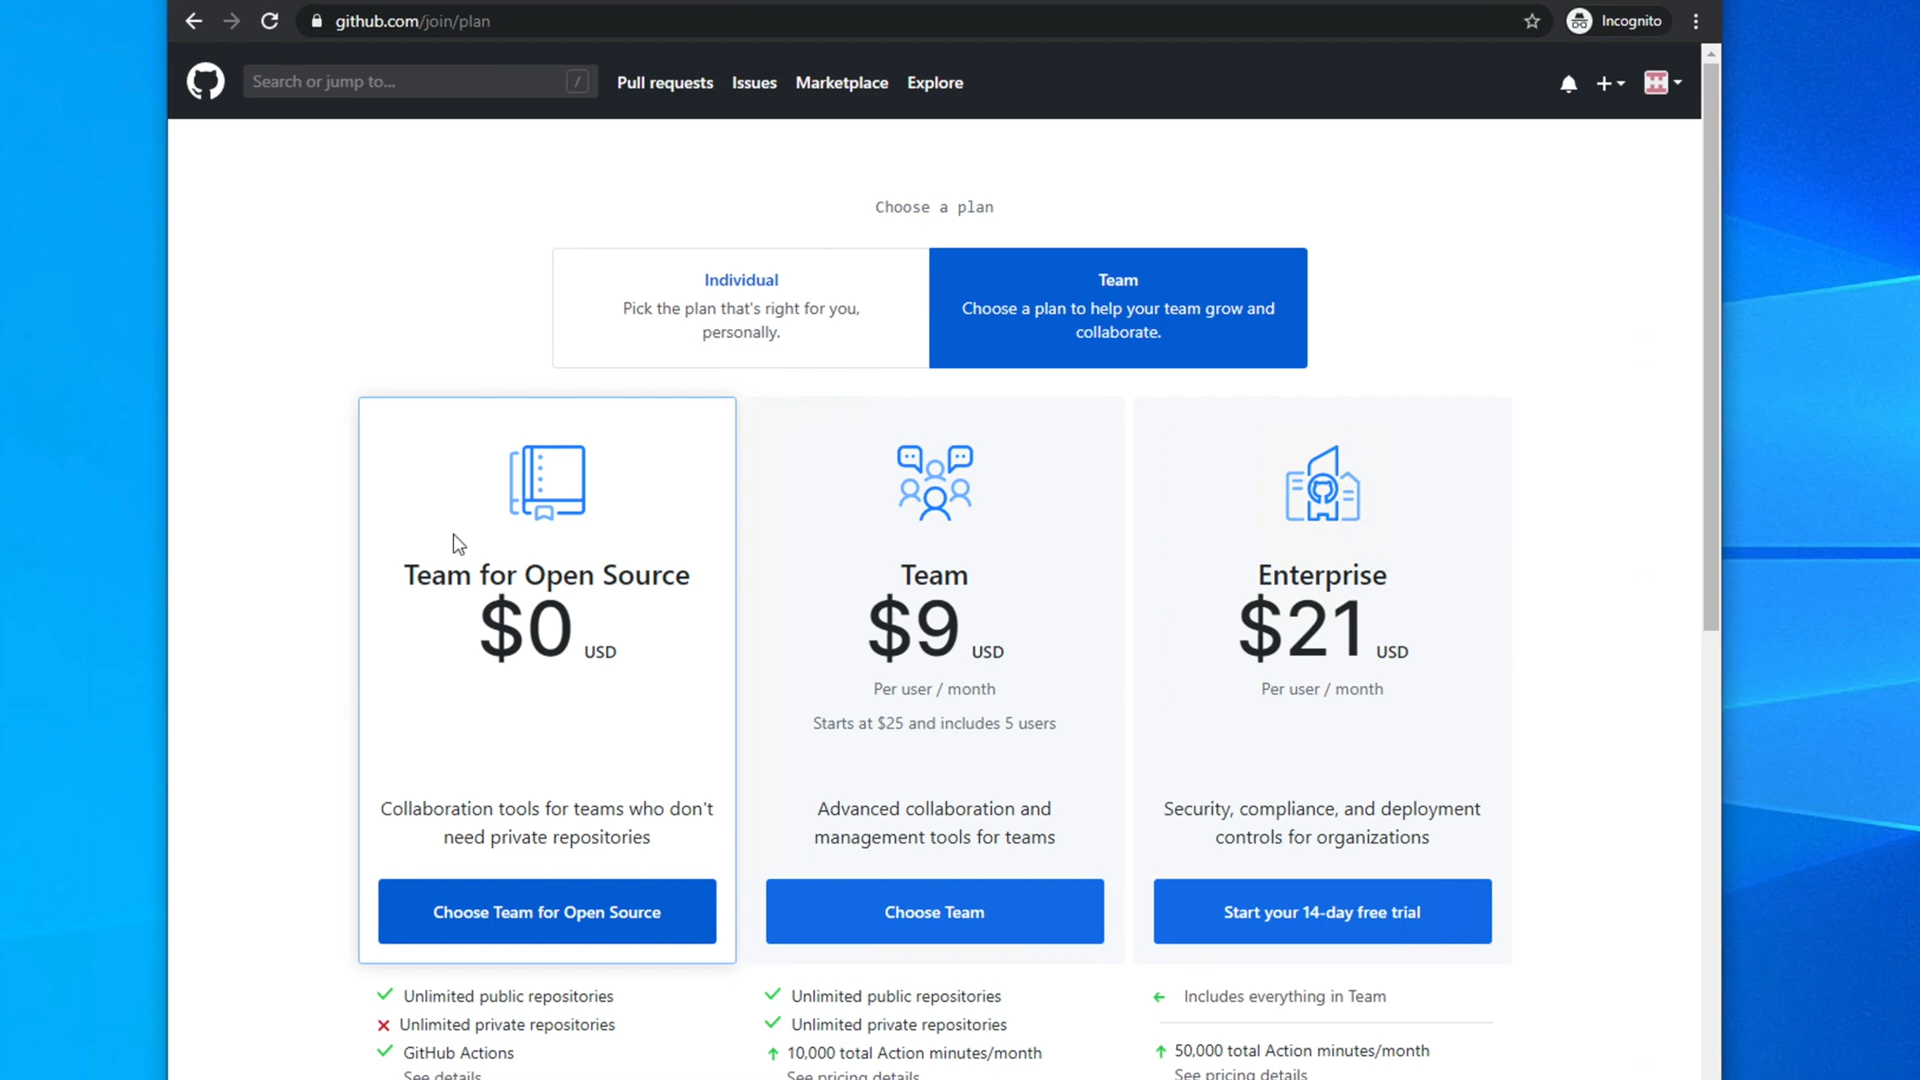 github.com/join/plan
Incognito
Search or jump to...
/
Pull requests
Issues
Marketplace
Explore
Choose a plan
Individual
Pick the plan that's right for you,
personally.
Team
Choose a plan to help your team grow and
collaborate.
Team for Open Source
$0 USD
Collaboration tools for teams who don't
need private repositories
Choose Team for Open Source
Unlimited public repositories
Unlimited private repositories
GitHub Actions
See details
Team
$9 USD
Per user / month
Starts at $25 and includes 5 users
Advanced collaboration and
management tools for teams
Choose Team
Unlimited public repositories
Unlimited private repositories
10,000 total Action minutes/month
See pricing details
Enterprise
$21 USD
Per user / month
Security, compliance, and deployment
controls for organizations
Start your 14-day free trial
Includes everything in Team
50,000 total Action minutes/month
See pricing details